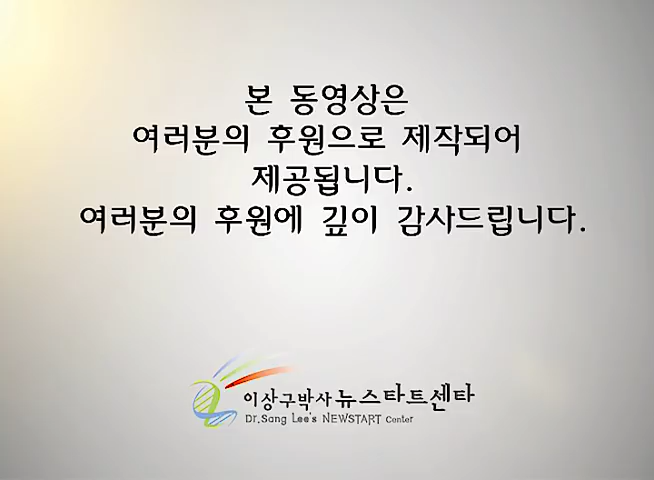 본 동영상은
여러분의 후원으로 제작되어
제공됩니다.
여러분의 후원에 깊이 감사드립니다.
이상구박사 뉴스타트센타
Dr.Sang Lee's NEWSTART Center